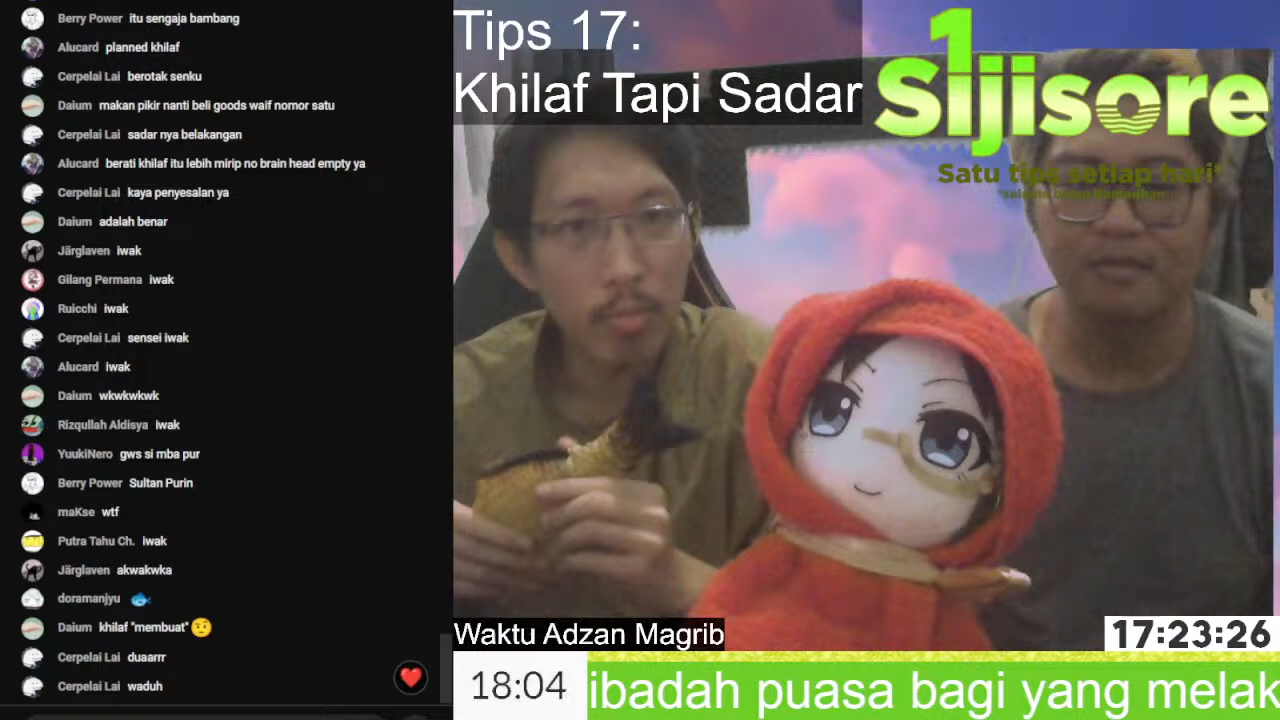 Berry Power itu sengaja bambang
Alucard planned khilaf
Cerpelai Lai berotak senku
Daium makan pikir nanti beli goods waif nomor satu
Cerpelai Lai sadar nya belakangan
Alucard berati khilaf itu lebih mirip no brain head empty ya
Cerpelai Lai kaya penyesalan ya
Daium adalah benar
Järglaven iwak
Gilang Permana iwak
Ruicchi iwak
Cerpelai Lai sensei iwak
Alucard iwak
Daium wkwkwkwk
Rizqullah Aldisya iwak
YuukiNero gws si mba pur
Berry Power Sultan Purin
maKse wtf
Putra Tahu Ch. iwak
Järglaven akwakwka
doramanjyu 🐟
Daium khilaf "membuat" 🤨
Cerpelai Lai duaarrr
Cerpelai Lai waduh
Tips 17:
Khilaf Tapi Sadar
1
Sijisore
Satu tips setiap hari*
Waktu Adzan Magrib
17:23:26
18:04
ibadah puasa bagi yang melak